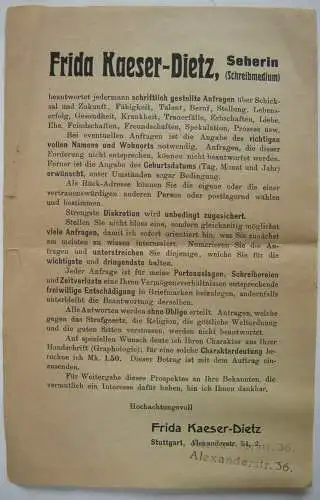 Frida Kaeser-Dietz, Seherin
(Schreibmedium)
beantwortet jedermann schriftlich gestellte Anfragen über Schick-
sal und Zukunft, Fähigkeit, Talent, Beruf, Stellung, Lebens-
erfolg, Gesundheit, Krankheit, Trauerfälle, Erbschaften, Liebe,
Ehe, Feindschaften, Freundschaften, Spekulation, Prozess usw.
Bei eventuellen Anfragen ist die Angabe des richtigen
vollen Namens und Wohnorts notwendig. Anfragen, die dieser
Forderung nicht entsprechen, können nicht beantwortet werden.
Ferner ist die Angabe des Geburtsdatums (Tag, Monat und Jahr)
erwünscht, unter Umständen sogar Bedingung.
Als Rück-Adresse können Sie die eigene oder die einer
vertrauenswürdigen anderen Person oder postlagernd wählen
und bestimmen.
Strengste Diskretion wird unbedingt zugesichert.
Stellen Sie nicht bloss eine, sondern gleichzeitig möglichst
viele Anfragen, damit ich sofort orientiert bin, was Sie zunächst
am meisten zu wissen interessiert. Numerieren Sie die An-
fragen und unterstreichen Sie diejenige, welche Sie für die
wichtigste und dringendste halten.
Jeder Anfrage ist für meine Portoauslagen, Schreibereien
und Zeitverluste eine Ihren Vermögensverhältnissen entsprechende
freiwillige Entschädigung in Briefmarken beizulegen, andernfalls
unterbleibt die Beantwortung derselben.
Alle Antworten werden ohne Obligo erteilt. Anfragen, welche
gegen das Strafgesetz, die Religion, die göttliche Weltordnung
und die guten Sitten verstossen, werden nicht beantwortet.
Auf speziellen Wunsch deute ich Ihren Charakter aus Ihrer
Handschrift (Graphologie), für eine solche Charakterdeutung be-
rechne ich Mk. 1.50. Dieser Betrag ist mit dem Auftrag ein-
zusenden.
Für Weitergabe dieses Prospektes an Ihre Bekannten, die
vermutlich ein Interesse dafür haben, bin ich Ihnen dankbar.
Hochachtungsvoll
Frida Kaeser-Dietz
Stuttgart, Alexanderstr.
Alexanderstr. 36.